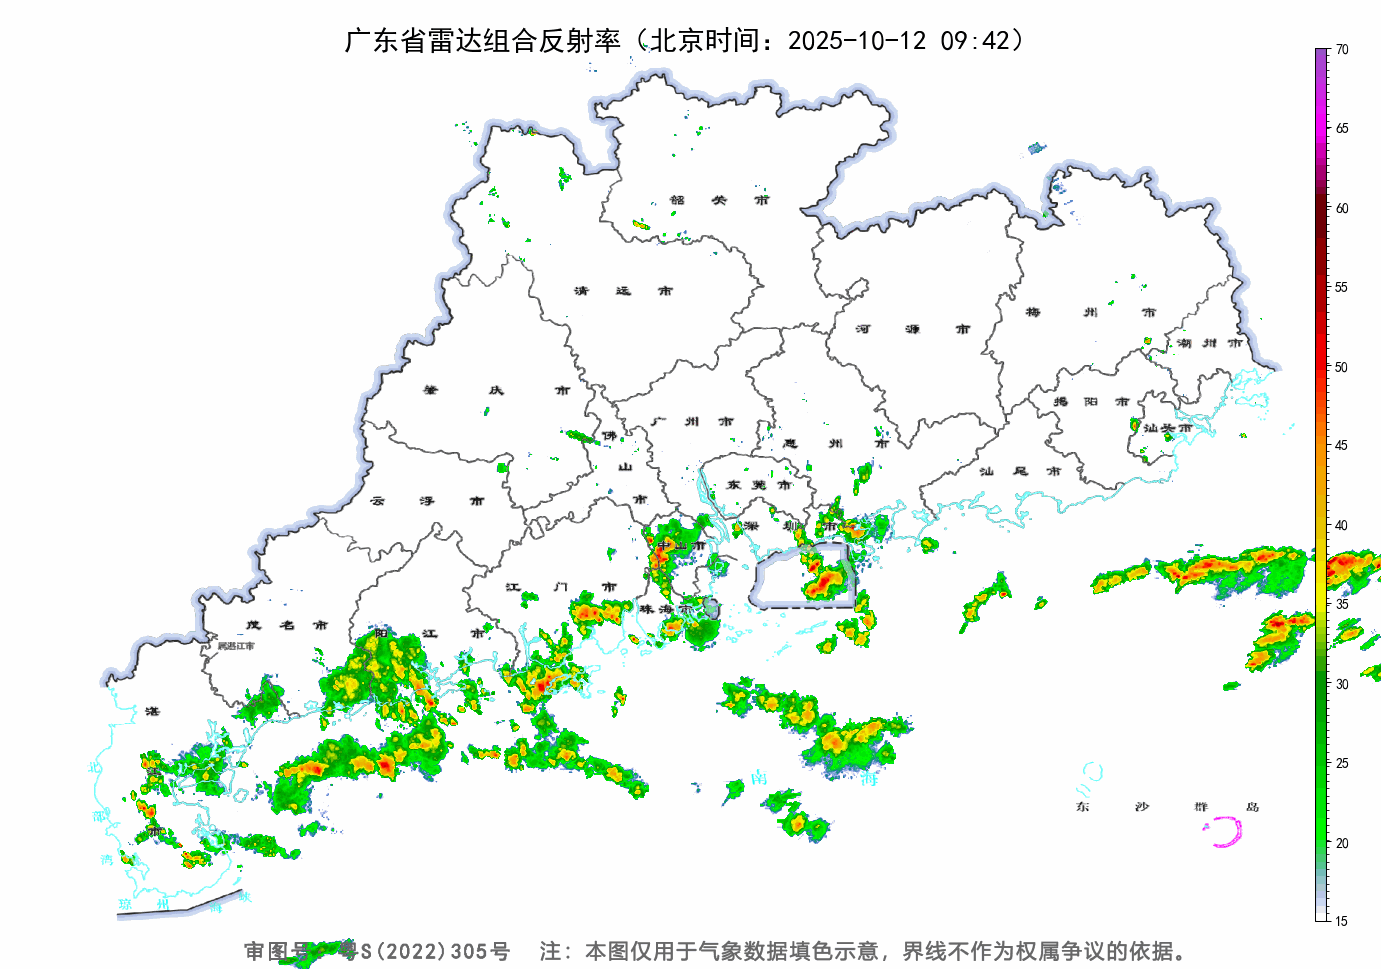 广东省雷达组合反射率（北京时间：2025-10-12 09:42）
70
65
60
55
50
45
40
35
30
25
20
15
韶关市
清远市
河源市
梅州市
潮州市
肇庆市
广州市
佛山市
惠州市
揭阳市
汕头市
汕尾市
云浮市
东莞市
深圳市
中山市
江门市
珠海市
茂名市
属湛江市
阳江市
湛江市
北部湾
琼州海峡
南海
东沙群岛
审图号：粤S(2022)305号 注：本图仅用于气象数据填色示意，界线不作为权属争议的依据。